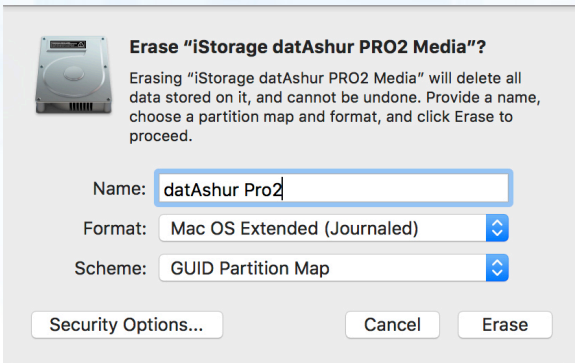 Erase “iStorage datAshur PRO2 Media”?
Erasing “iStorage datAshur PRO2 Media” will delete all
data stored on it, and cannot be undone. Provide a name,
choose a partition map and format, and click Erase to
proceed.
Name: datAshur Pro2
Format: Mac OS Extended (Journaled)
Scheme: GUID Partition Map
Security Options... Cancel Erase